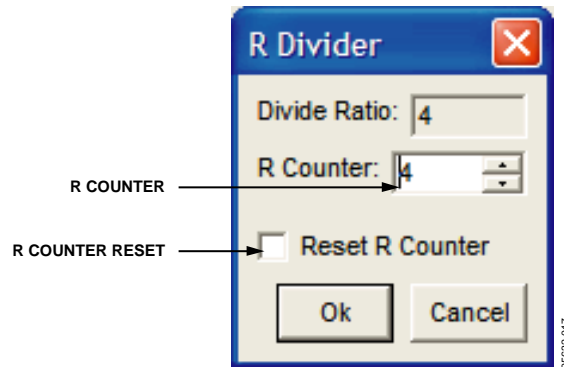 R Divider
Divide Ratio: 4
R Counter: 4
R COUNTER
R COUNTER RESET
Reset R Counter
Ok Cancel